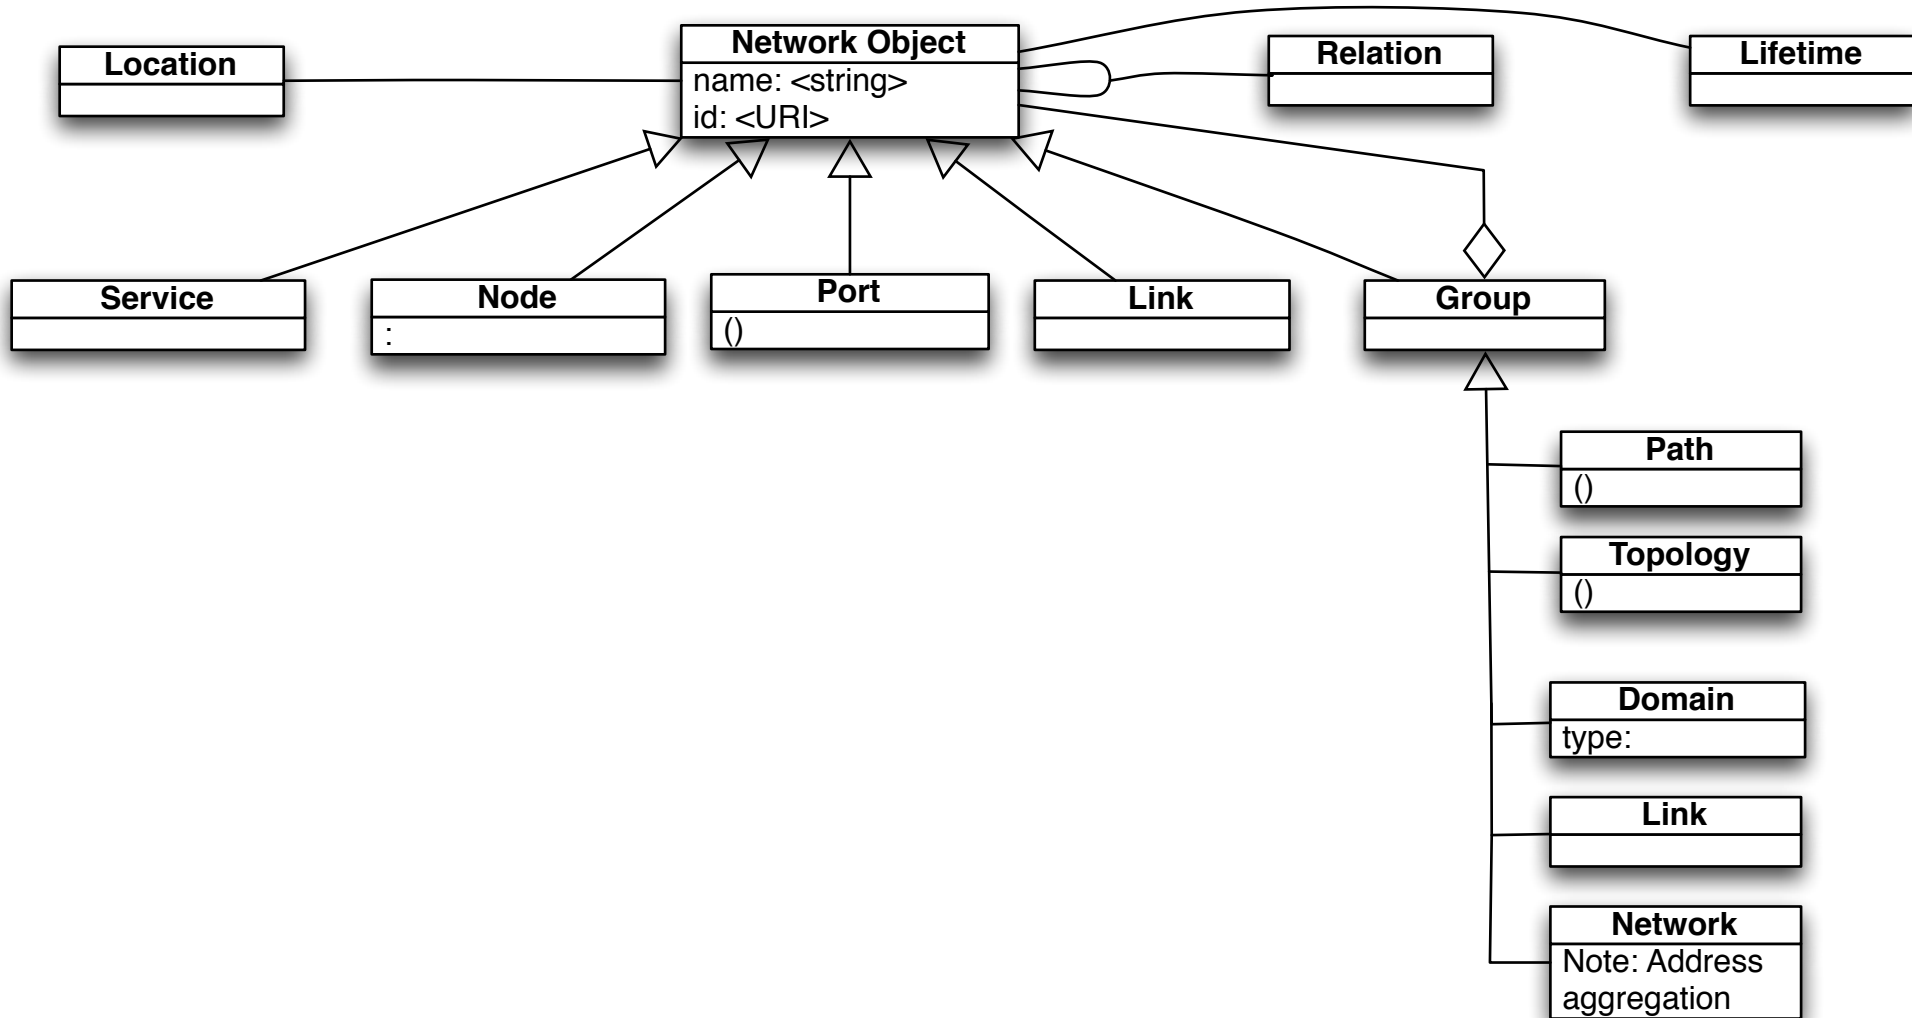 Network Object
name: <string>
id: <URI>
Location
Relation
Lifetime
Service
Node
:
Port
()
Link
Group
Path
()
Topology
()
Domain
type:
Link
Network
Note: Address
aggregation